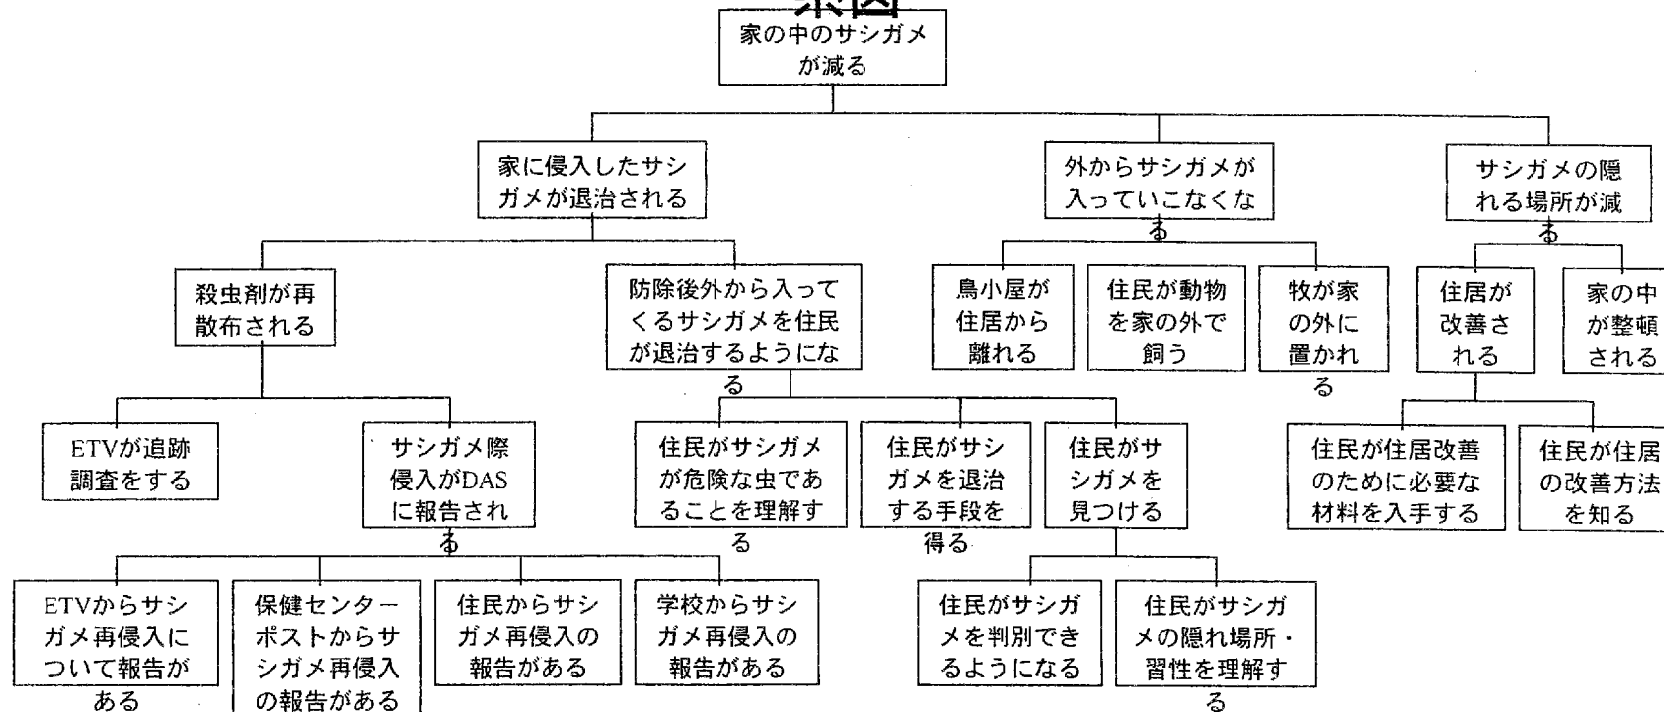 系図
家の中のサシガメ
が減る
家に侵入したサシ
ガメが退治される
外からサシガメが
入っていこなくな
る
サシガメの隠
れる場所が減
る
殺虫剤が再
散布される
防除後外から入って
くるサシガメを住民
が退治するようにな
る
鳥小屋が
住居から
離れる
住民が動物
を家の外で
飼う
牧が家
の外に
置かれ
る
住居が
改善さ
れる
家の中
が整頓
される
ETVが追跡
調査をする
サシガメ際
侵入がDAS
に報告され
る
住民がサシガメ
が危険な虫であ
ることを理解す
る
住民がサシ
ガメを退治
する手段を
得る
住民がサ
シガメを
見つける
住民が住居改善
のために必要な
材料を入手する
住民が住居
の改善方法
を知る
ETVからサシ
ガメ再侵入に
ついて報告が
ある
保健センター
ポストからサ
シガメ再侵入
の報告がある
住民からサシ
ガメ再侵入の
報告がある
学校からサシ
ガメ再侵入の
報告がある
住民がサシガ
メを判別でき
るようになる
住民がサシガ
メの隠れ場所・
習性を理解す
る